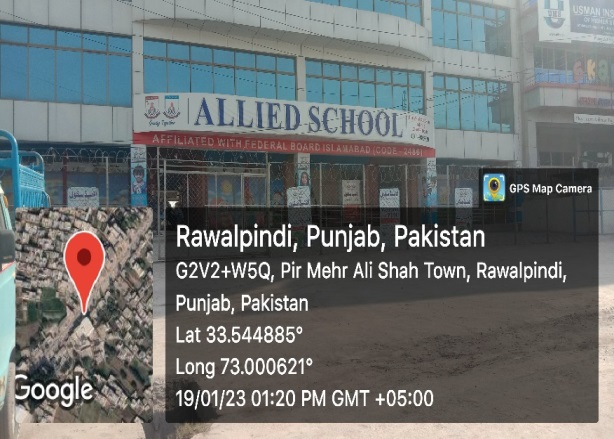 USMAN INS
ALLIED SCHOOL
AFFILIATED WITH FEDERAL BOARD ISLAMABAD (CODE-2486)
GPS Map Camera
Rawalpindi, Punjab, Pakistan
G2V2+W5Q, Pir Mehr Ali Shah Town, Rawalpindi,
Punjab, Pakistan
Lat 33.544885°
Long 73.000621°
19/01/23 01:20 PM GMT +05:00
Google